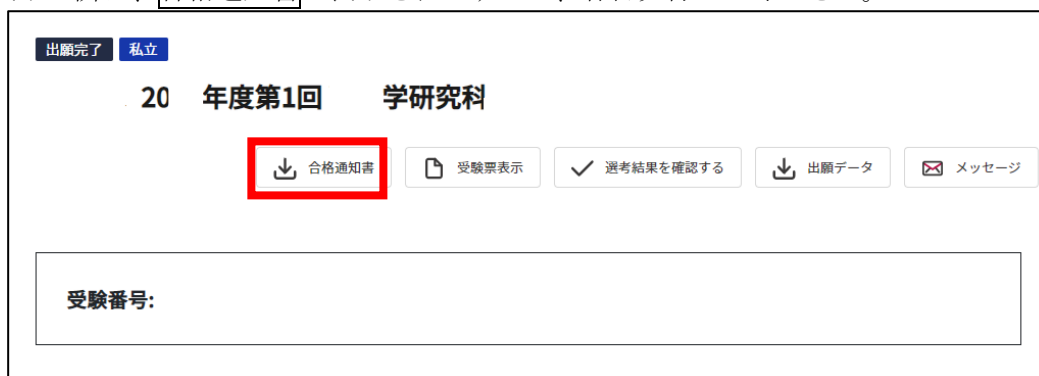 出願完了 私立
20 年度第1回 学研究科
合格通知書 受験票表示 選考結果を確認する 出願データ メッセージ
受験番号: